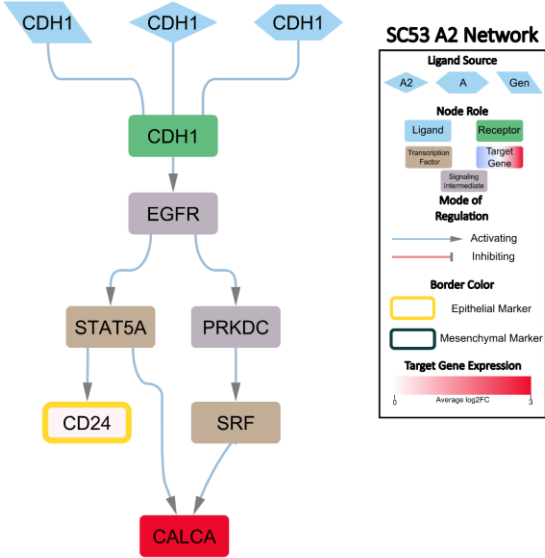 CDH1 CDH1 CDH1
CDH1
EGFR
STAT5A PRKDC
CD24 SRF
CALCA
SC53 A2 Network
Ligand Source
A2 A Gen
Node Role
Ligand Receptor
Transcription
Factor
Target
Gene
Signaling
Intermediate
Mode of
Regulation
Activating
Inhibiting
Border Color
Epithelial Marker
Mesenchymal Marker
Target Gene Expression
0 Average log2FC 3